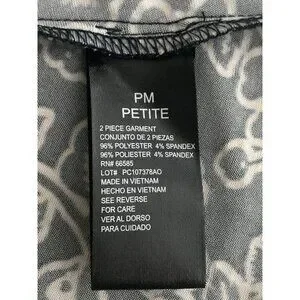 PM
PETITE
2 PIECE GARMENT
CONJUNTO DE 2 PIEZAS
96% POLYESTER 4% SPANDEX
96% POLIESTER 4% SPANDEX
RN# 66585
LOT# PC107378AO
MADE IN VIETNAM
HECHO EN VIETNAM
SEE REVERSE
FOR CARE
VER AL DORSO
PARA CUIDADO